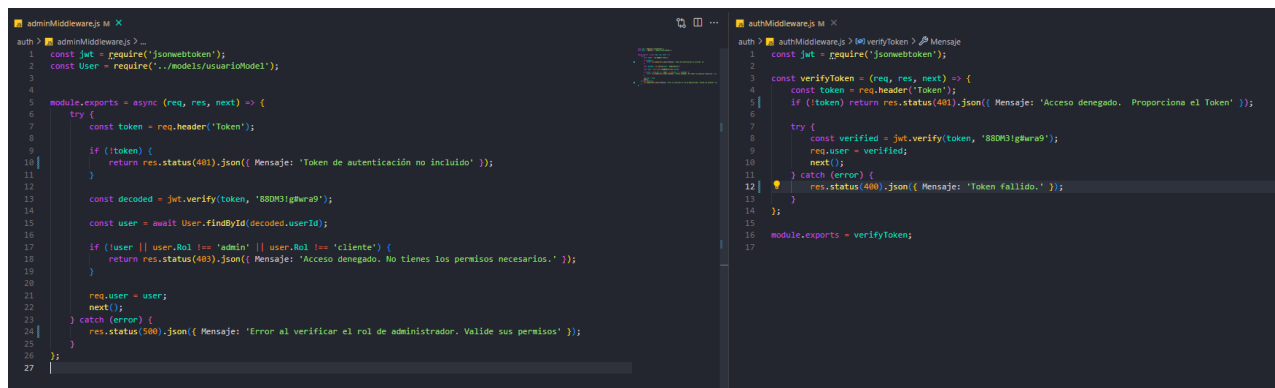 adminMiddleware.js M
auth > adminMiddleware.js > ...
1 const jwt = require('jsonwebtoken');
2 const User = require('../models/usuarioModel');
3
4
5 module.exports = async (req, res, next) => {
6 try {
7 const token = req.header('Token');
8
9 if (!token) {
10 return res.status(401).json({ Mensaje: 'Token de autenticación no incluido' });
11 }
12
13 const decoded = jwt.verify(token, '88DM3!g#wra9');
14
15 const user = await User.findById(decoded.userId);
16
17 if (!user || user.Rol !== 'admin' || user.Rol !== 'cliente') {
18 return res.status(403).json({ Mensaje: 'Acceso denegado. No tienes los permisos necesarios.' });
19 }
20
21 req.user = user;
22 next();
23 } catch (error) {
24 res.status(500).json({ Mensaje: 'Error al verificar el rol de administrador. Valide sus permisos' });
25 }
26 };
27
authMiddleware.js M
auth > authMiddleware.js > verifyToken > Mensaje
1 const jwt = require('jsonwebtoken');
2
3 const verifyToken = (req, res, next) => {
4 const token = req.header('Token');
5 if (!token) return res.status(401).json({ Mensaje: 'Acceso denegado.  Proporciona el Token' });
6
7 try {
8 const verified = jwt.verify(token, '88DM3!g#wra9');
9 req.user = verified;
10 next();
11 } catch (error) {
12 res.status(400).json({ Mensaje: 'Token fallido.' });
13 }
14 };
15
16 module.exports = verifyToken;
17